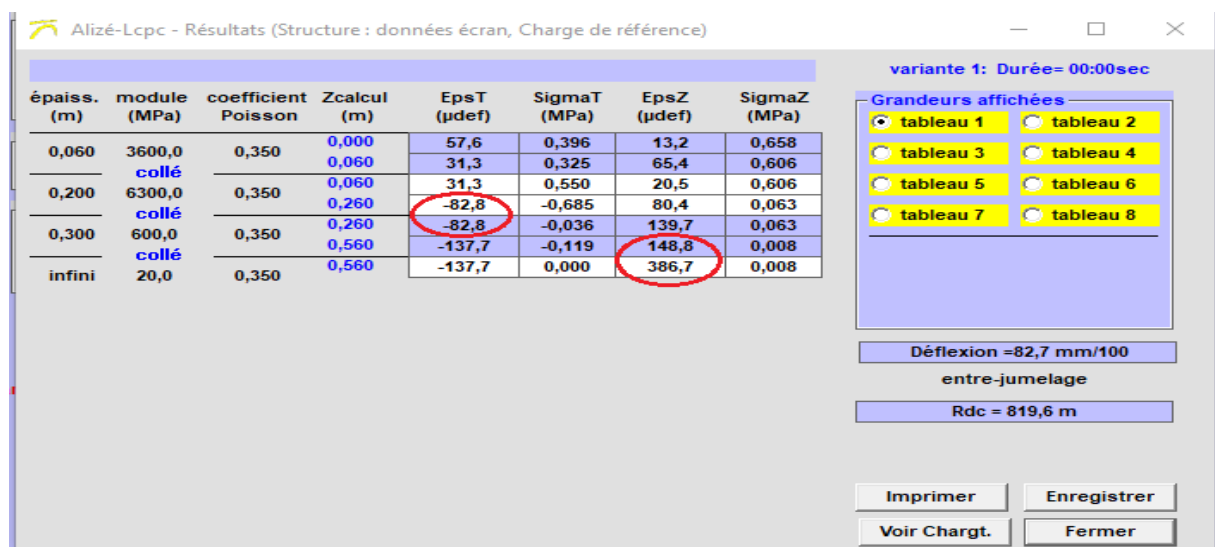 Alizé-Lcpc - Résultats (Structure : données écran, Charge de référence)
variante 1: Durée= 00:00sec
épaiss. module coefficient Zcalcul EpsT SigmaT EpsZ SigmaZ
(m) (MPa) Poisson (m) (µdef) (MPa) (µdef) (MPa)
0,000 57,6 0,396 13,2 0,658
0,060 3600,0 0,350
0,060 31,3 0,325 65,4 0,606
collé
0,060 31,3 0,550 20,5 0,606
0,200 6300,0 0,350
0,260 -82,8 -0,685 80,4 0,063
collé
0,260 -82,8 -0,036 139,7 0,063
0,300 600,0 0,350
0,560 -137,7 -0,119 148,8 0,008
collé
0,560 -137,7 0,000 386,7 0,008
infini 20,0 0,350
Grandeurs affichées
tableau 1 tableau 2
tableau 3 tableau 4
tableau 5 tableau 6
tableau 7 tableau 8
Déflexion =82,7 mm/100
entre-jumelage
Rdc = 819,6 m
Imprimer Enregistrer
Voir Chargt. Fermer